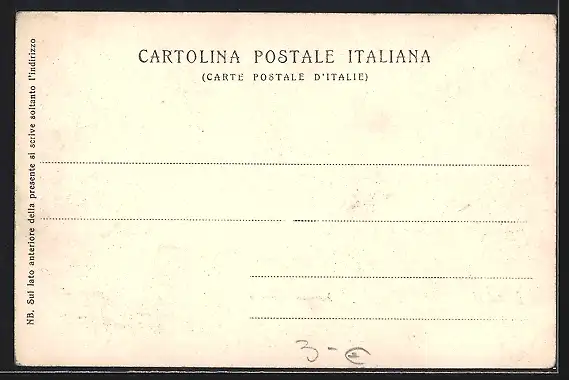 CARTOLINA POSTALE ITALIANA
(CARTE POSTALE D'ITALIE)
NB. Sul lato anteriore della presente si scrive soltanto l'indirizzo
3-